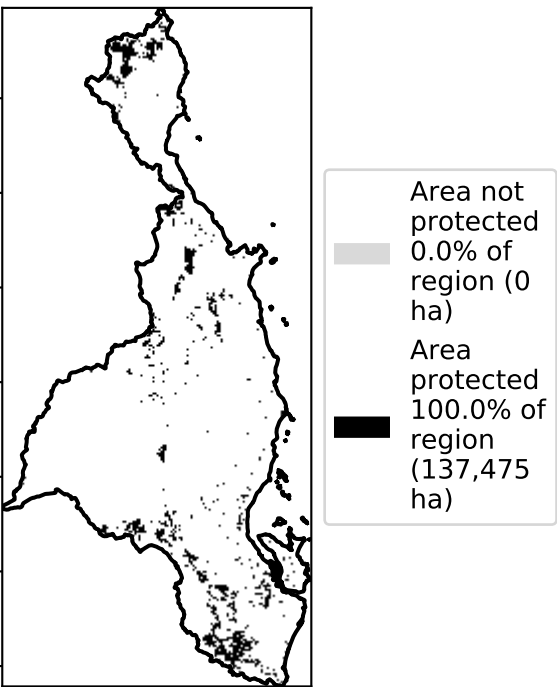 Area not
protected
0.0% of
region (0
ha)
Area
protected
100.0% of
region
(137,475
ha)